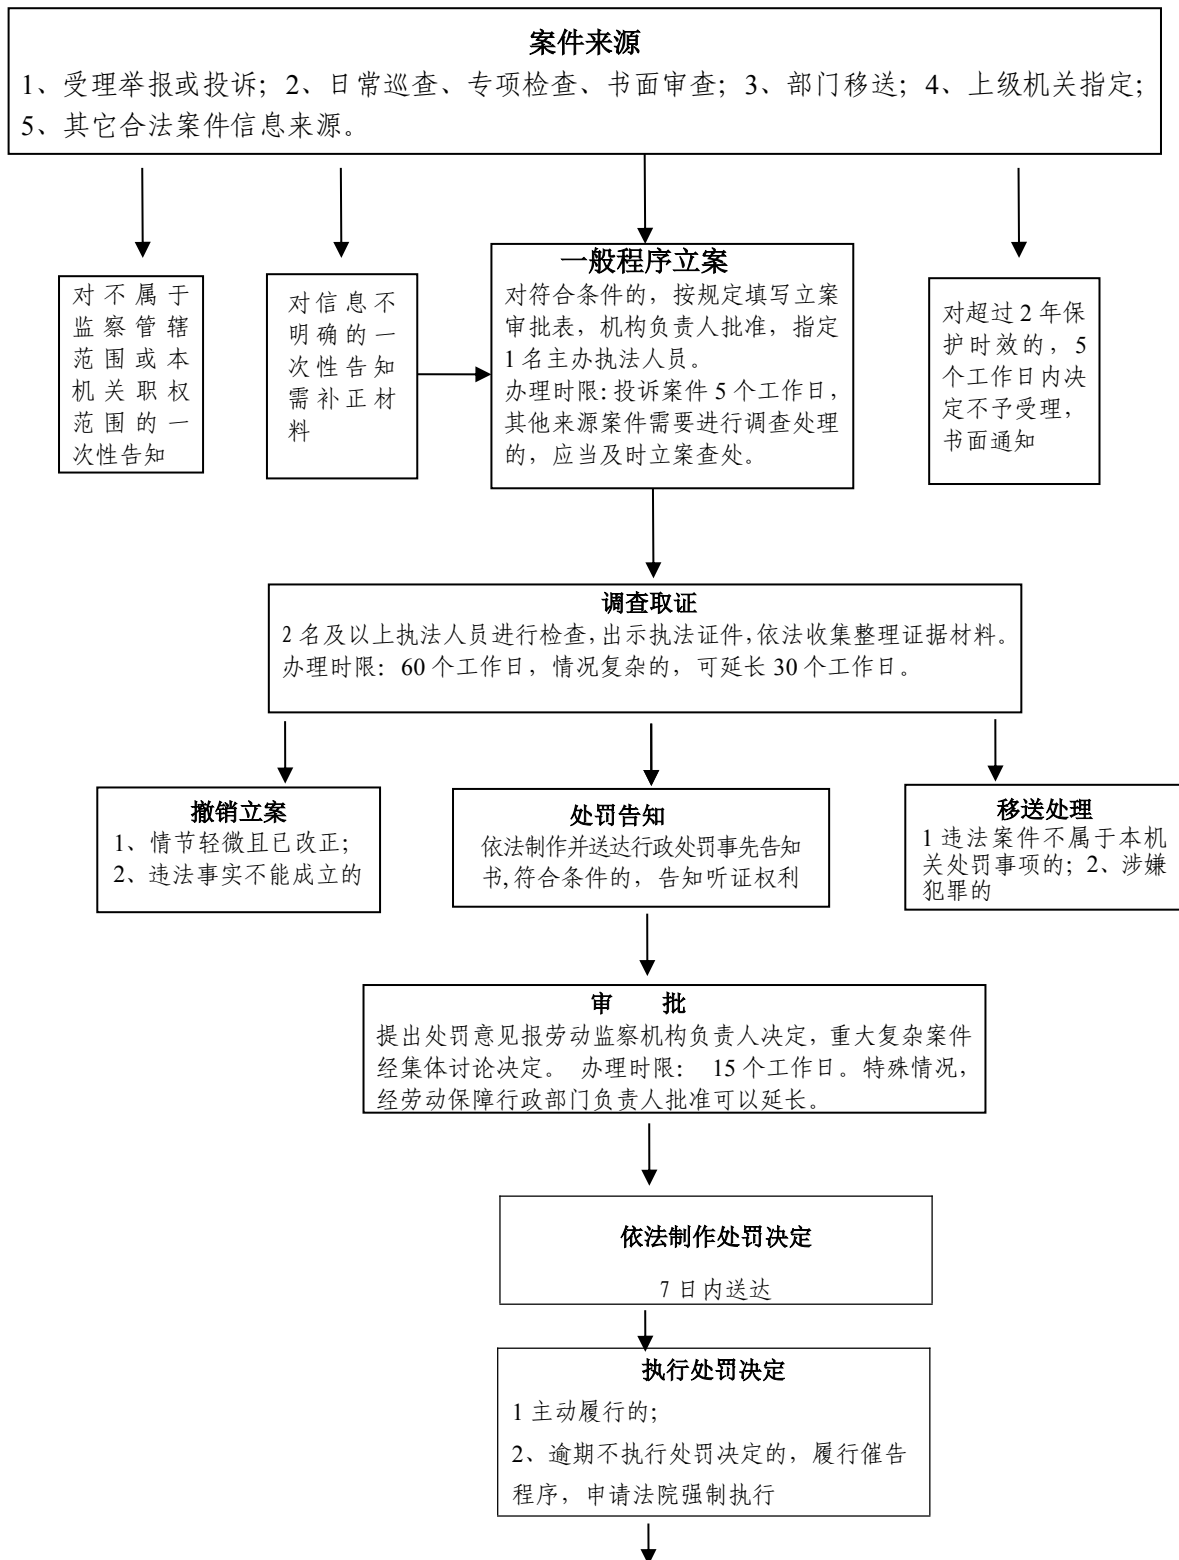 案件来源
1、受理举报或投诉；2、日常巡查、专项检查、书面审查；3、部门移送；4、上级机关指定；
5、其它合法案件信息来源。
对不属于
监察管辖
范围或本
机关职权
范围的一
次性告知
对信息不
明确的一
次性告知
需补正材
料
一般程序立案
对符合条件的，按规定填写立案
审批表，机构负责人批准，指定
1名主办执法人员。
办理时限：投诉案件5个工作日，
其他来源案件需要进行调查处理
的，应当及时立案查处。
对超过2年保
护时效的，5
个工作日内决
定不予受理，
书面通知
调查取证
2名及以上执法人员进行检查,出示执法证件,依法收集整理证据材料。
办理时限：60个工作日，情况复杂的，可延长30个工作日。
撤销立案
1、情节轻微且已改正；
2、违法事实不能成立的
处罚告知
依法制作并送达行政处罚事先告知
书,符合条件的，告知听证权利
移送处理
1 违法案件不属于本机
关处罚事项的；2、涉嫌
犯罪的
审 批
提出处罚意见报劳动监察机构负责人决定，重大复杂案件
经集体讨论决定。 办理时限： 15个工作日。特殊情况，
经劳动保障行政部门负责人批准可以延长。
依法制作处罚决定
7日内送达
执行处罚决定
1 主动履行的；
2、逾期不执行处罚决定的，履行催告
程序，申请法院强制执行